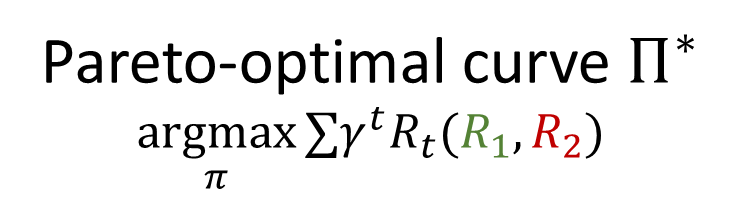 Pareto-optimal curve Π*
argmax ∑γᵗRₜ(R₁, R₂)
π